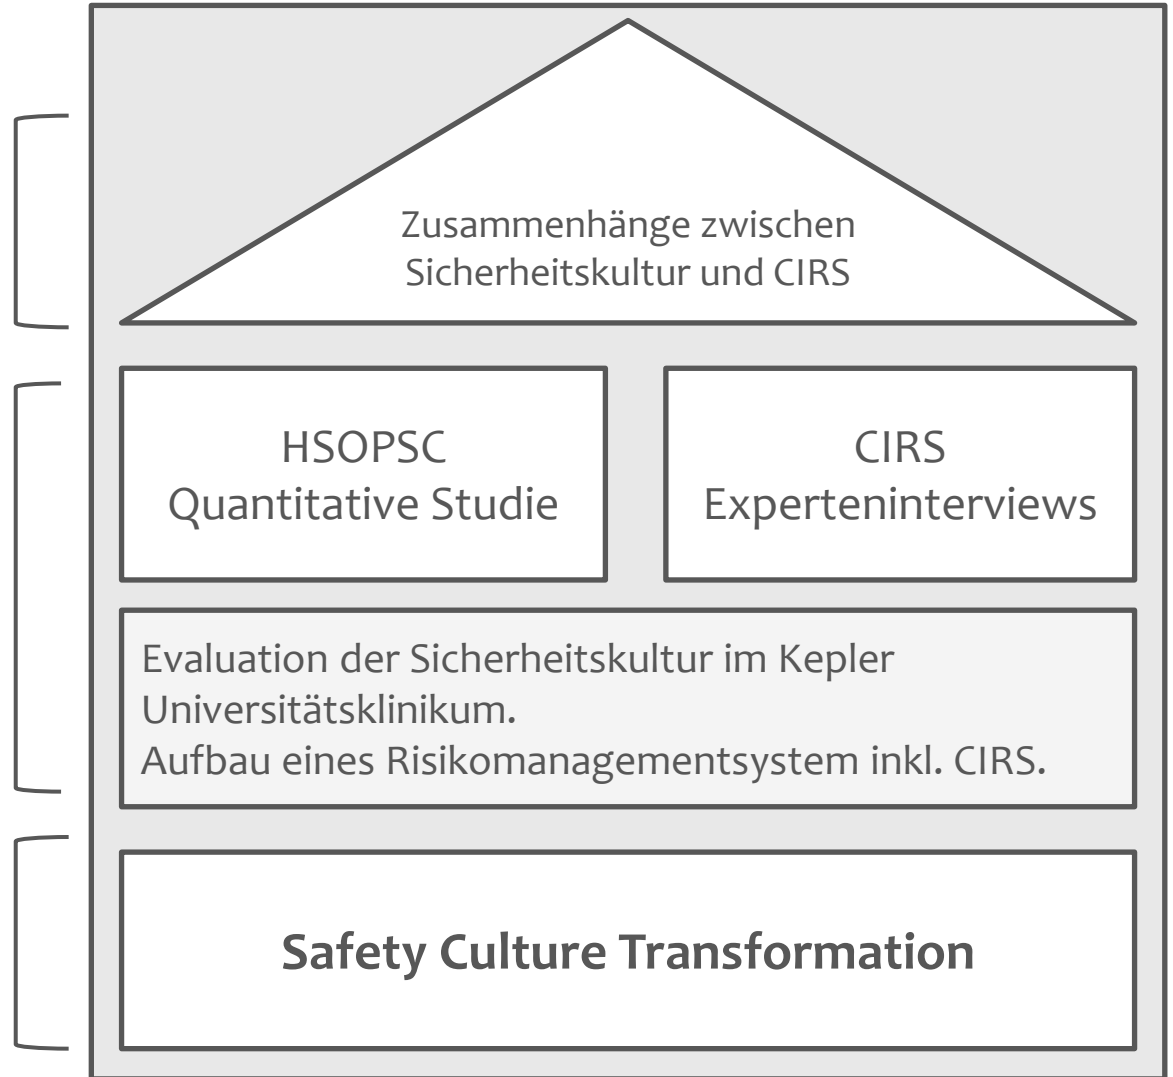 Zusammenhänge zwischen
Sicherheitskultur und CIRS
HSOPSC
Quantitative Studie
CIRS
Experteninterviews
Evaluation der Sicherheitskultur im Kepler
Universitätsklinikum.
Aufbau eines Risikomanagementsystem inkl. CIRS.
Safety Culture Transformation